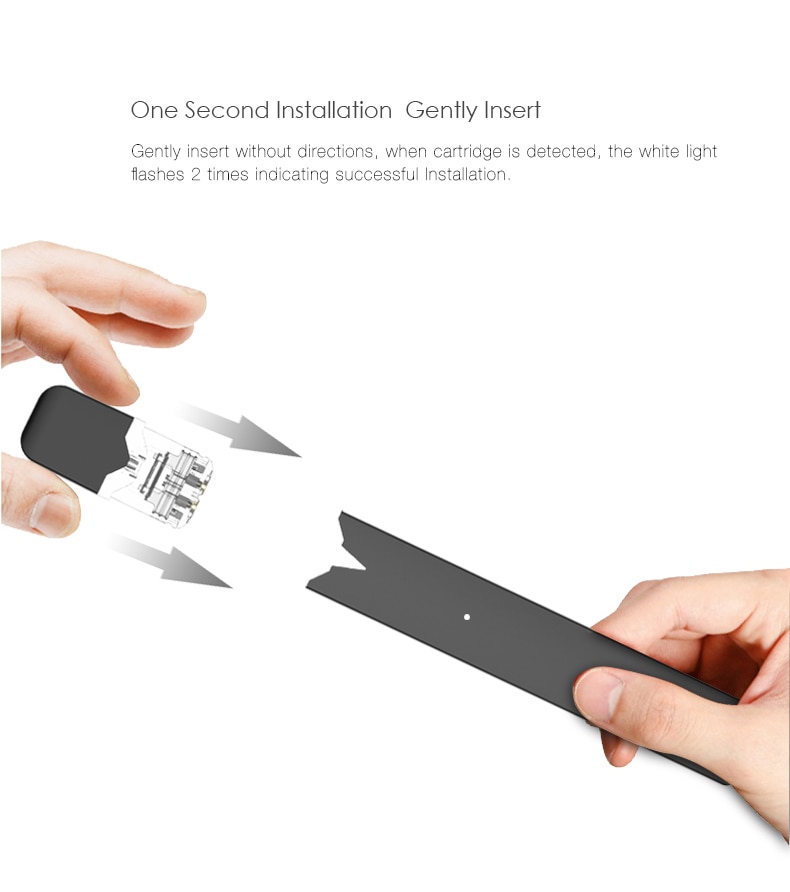 One Second Installation  Gently Insert
Gently insert without directions, when cartridge is detected, the white light
flashes 2 times indicating successful Installation.